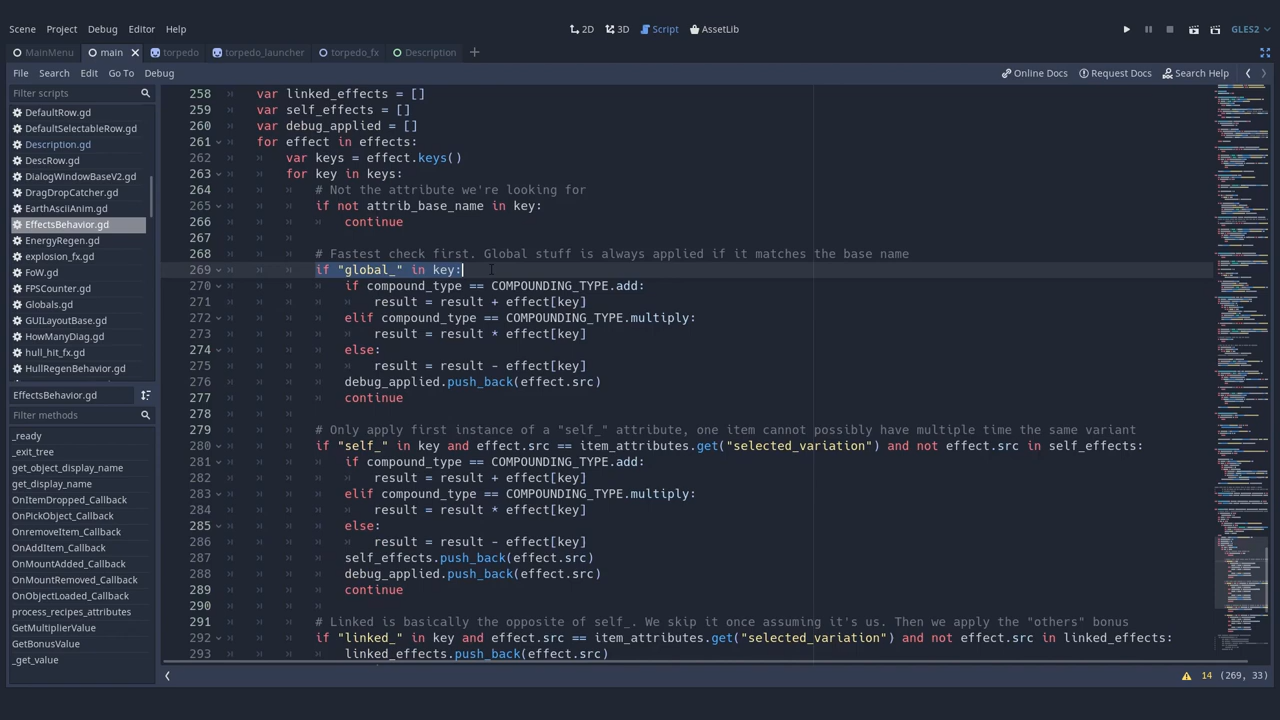 Scene Project Debug Editor Help
2D 3D Script AssetLib
GLES2
MainMenu main torpedo torpedo_launcher torpedo_fx Description
File Search Edit Go To Debug
Online Docs Request Docs Search Help
Filter scripts
DefaultRow.gd
DefaultSelectableRow.gd
Description.gd
DescRow.gd
DialogWindowBaseV2.gd
DragDropCatcher.gd
EarthAsciiAnim.gd
EffectsBehavior.gd
EnergyRegen.gd
explosion_fx.gd
FoW.gd
FPSCounter.gd
Globals.gd
GUILayoutBase.gd
HowManyDiag.gd
hull_hit_fx.gd
HullRegenBehavior.gd
EffectsBehavior.gd
Filter methods
_ready
_exit_tree
get_object_display_name
get_display_name
OnItemDropped_Callback
OnPickObject_Callback
OnremoveItem_Callback
OnAddItem_Callback
OnMountAdded_Callback
OnMountRemoved_Callback
OnObjectLoaded_Callback
process_recipes_attributes
GetMultiplierValue
GetBonusValue
_get_value
258 var linked_effects = []
259 var self_effects = []
260 var debug_applied = []
261 for effect in effects:
262 var keys = effect.keys()
263 for key in keys:
264 # attribute we're for
265 if not attrib_base_name in key:
266 continue
267
268 # check Global stuff is always applied if it matches the base name
269 if "global_" in key:
270 if compound_type == COMPOUNDING_TYPE.add:
271 result = result + effect[key]
272 elif compound_type == COMPOUNDING_TYPE.multiply:
273 result = result * effect[key]
274 else:
275 result = result - effect[key]
276 debug_applied.push_back(effect.src)
277 continue
278
279 # Only apply first instance of "self_" attribute, one item can possibly have multiple time the same variant
280 if "self_" in key and effect.src == item.attributes.get("selected_variation") and not effect.src in self_effects:
281 if compound_type == COMPOUNDING_TYPE.add:
282 result = result + effect[key]
283 elif compound_type == COMPOUNDING_TYPE.multiply:
284 result = result * effect[key]
285 else:
286 result = result - effect[key]
287 self_effects.push_back(effect.src)
288 debug_applied.push_back(effect.src)
289 continue
290
291 # bonus the of We skip once it's us. Then we apply the "others" bonus
292 if "linked_" in key and effect.src == item.attributes.get("selected_variation") and not effect.src in linked_effects:
293 linked_effects.push_back(effect.src)
14 (269, 33)